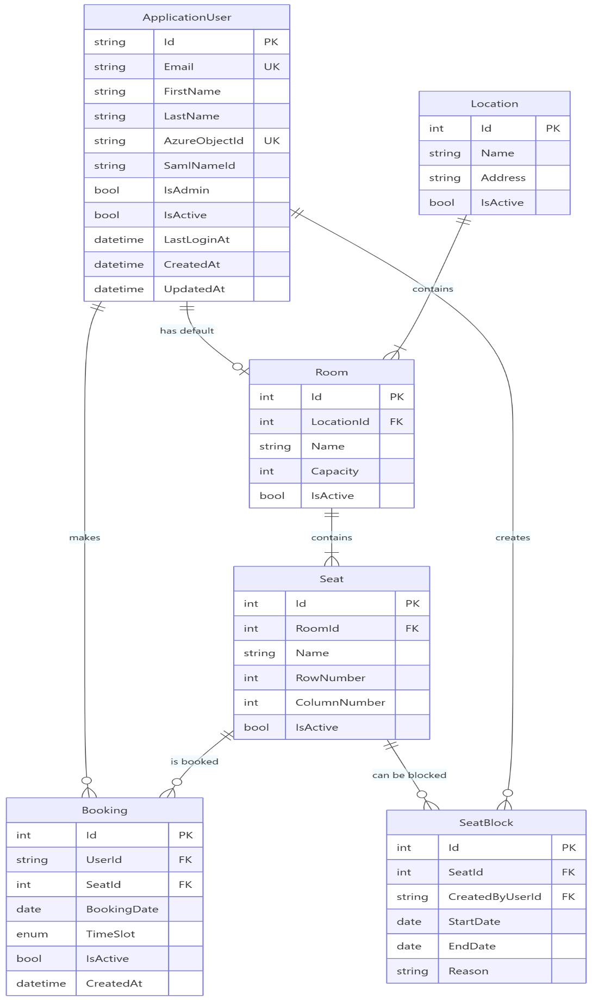 ApplicationUser
string Id PK
string Email UK
string FirstName
string LastName
string AzureObjectId UK
string SamlNameId
bool IsAdmin
bool IsActive
datetime LastLoginAt
datetime CreatedAt
datetime UpdatedAt
Location
int Id PK
string Name
string Address
bool IsActive
contains
has default
Room
int Id PK
int LocationId FK
string Name
int Capacity
bool IsActive
makes
contains
creates
Seat
int Id PK
int RoomId FK
string Name
int RowNumber
int ColumnNumber
bool IsActive
is booked
can be blocked
Booking
int Id PK
string UserId FK
int SeatId FK
date BookingDate
enum TimeSlot
bool IsActive
datetime CreatedAt
SeatBlock
int Id PK
int SeatId FK
string CreatedByUserId FK
date StartDate
date EndDate
string Reason